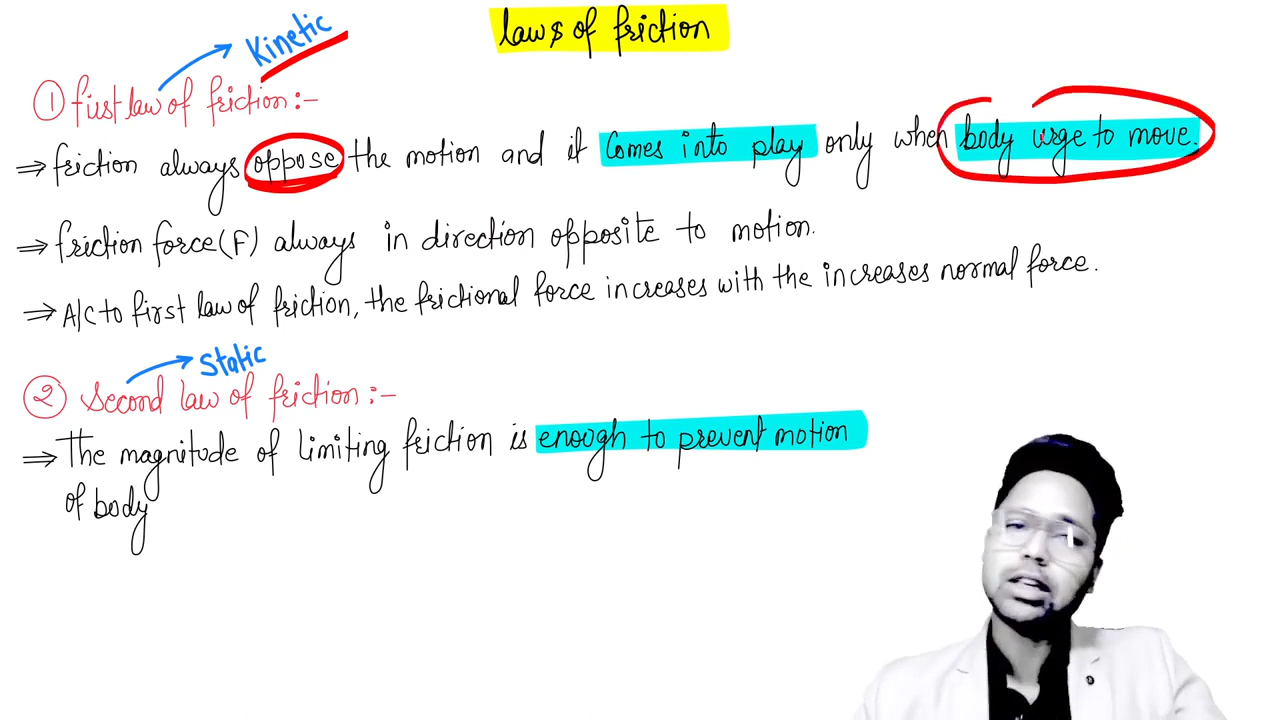 laws of friction
Kinetic
① first law of friction :-
⇒ friction always oppose the motion and it Comes into play only when body urge to move.
⇒ friction force (F) always in direction opposite to motion.
⇒ A/C to first law of friction, the frictional force increases with the increases normal force.
Static
② Second law of friction :-
⇒ The magnitude of limiting friction is enough to prevent motion
of body